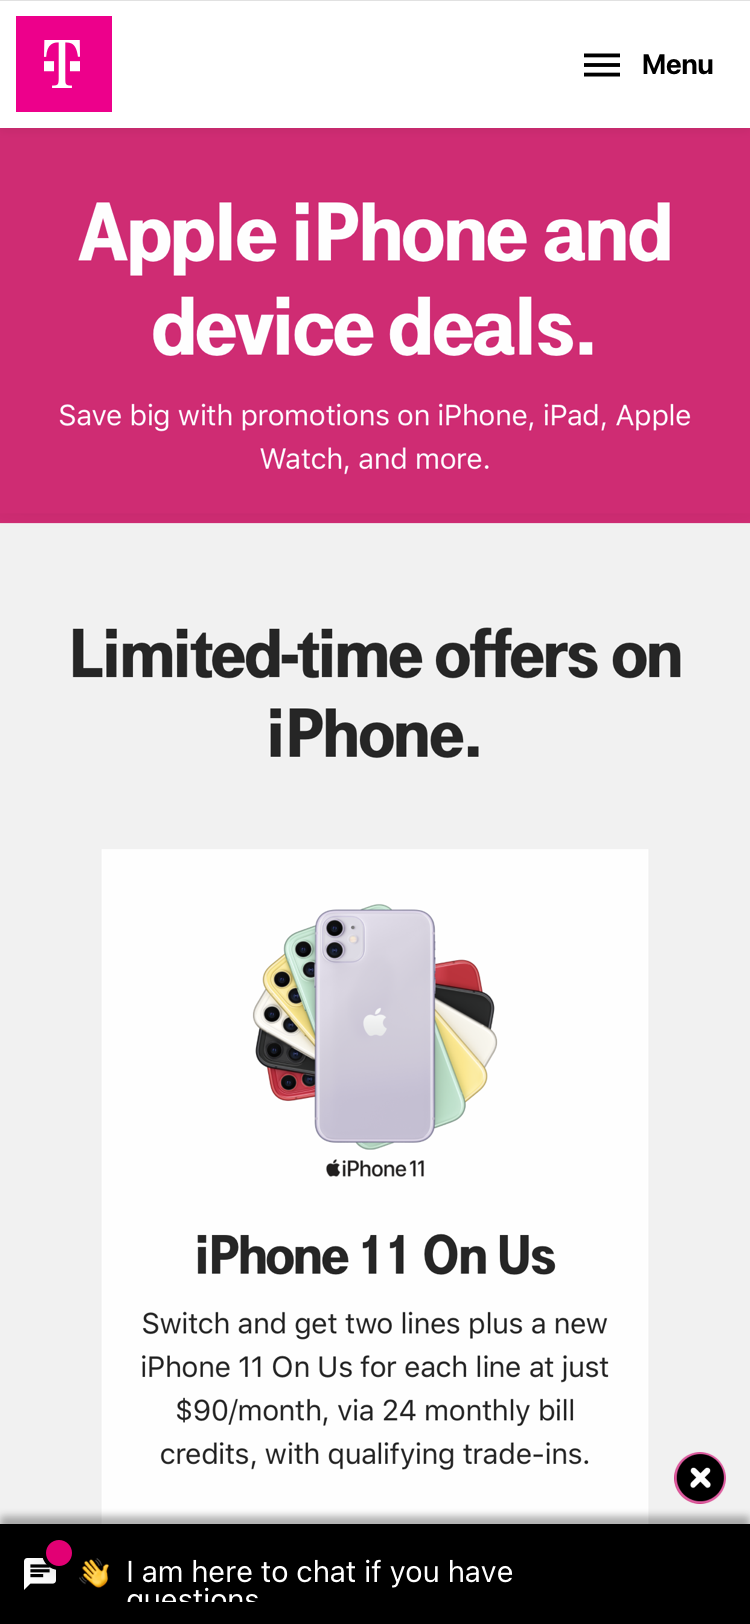 T
Menu
Apple iPhone and
device deals.
Save big with promotions on iPhone, iPad, Apple
Watch, and more.
Limited-time offers on
iPhone.
iPhone 11
iPhone 11 On Us
Switch and get two lines plus a new
iPhone 11 On Us for each line at just
$90/month, via 24 monthly bill
credits, with qualifying trade-ins.
👋 I am here to chat if you have
questions